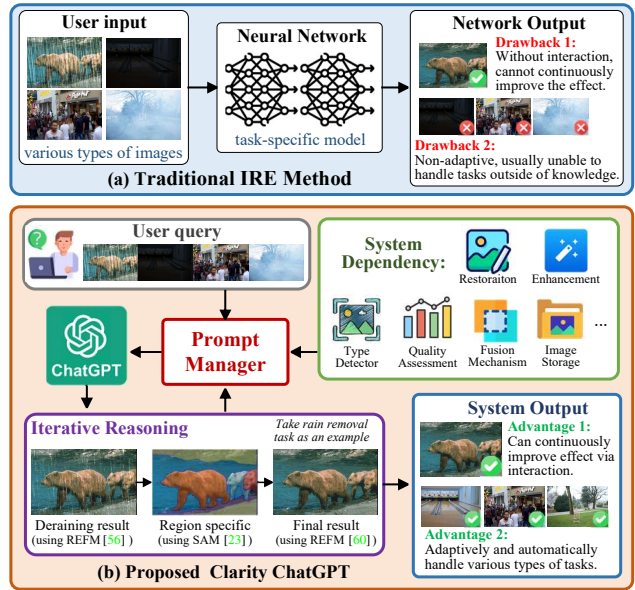 User input
various types of images
Neural Network
task-specific model
Network Output
Drawback 1:
Without interaction,
cannot continuously
improve the effect.
Drawback 2:
Non-adaptive, usually unable to
handle tasks outside of knowledge.
(a) Traditional IRE Method
User query
System
Dependency:
Restoraiton
Enhancement
Type
Detector
Quality
Assessment
Fusion
Mechanism
Image
Storage
...
ChatGPT
Prompt
Manager
Iterative Reasoning
Take rain removal
task as an example
Deraining result
(using REFM [56] )
Region specific
(using SAM [23] )
Final result
(using REFM [60] )
System Output
Advantage 1:
Can continuously
improve effect via
interaction.
Advantage 2:
Adaptively and automatically
handle various types of tasks.
(b) Proposed Clarity ChatGPT